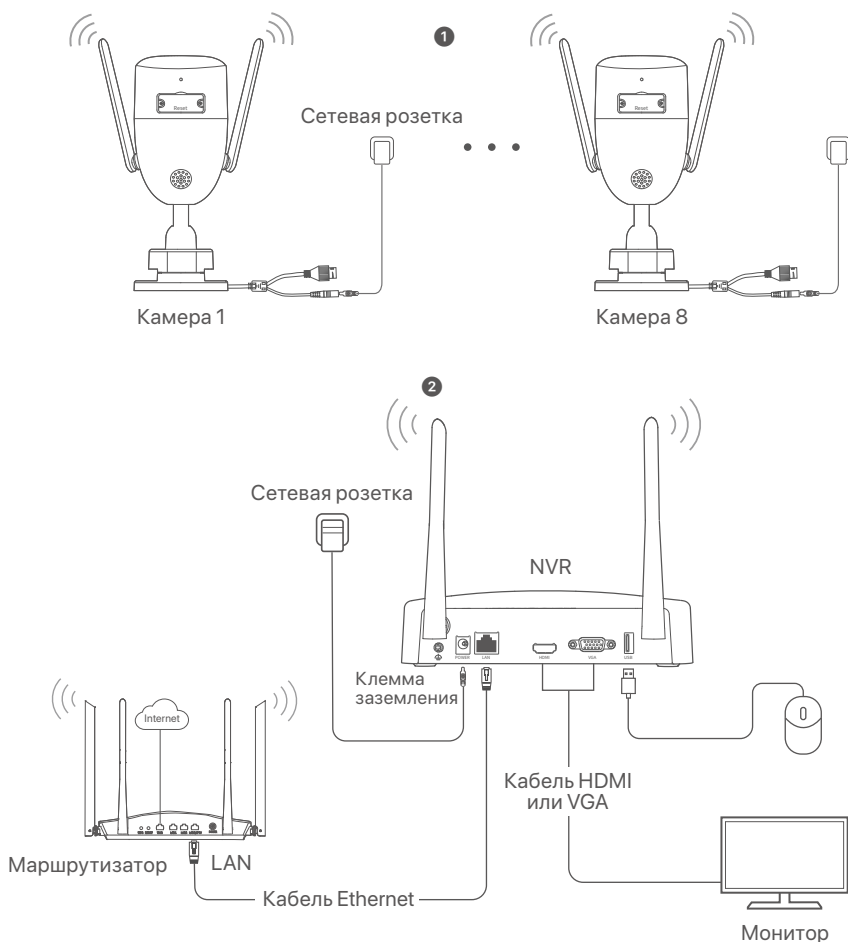 1
Reset
Reset
Сетевая розетка
Камера 1
Камера 8
2
Сетевая розетка
NVR
POWER
LAN
HDMI
VGA
USB
Клемма
заземления
Internet
Кабель HDMI
или VGA
Маршрутизатор
LAN
Кабель Ethernet
Монитор